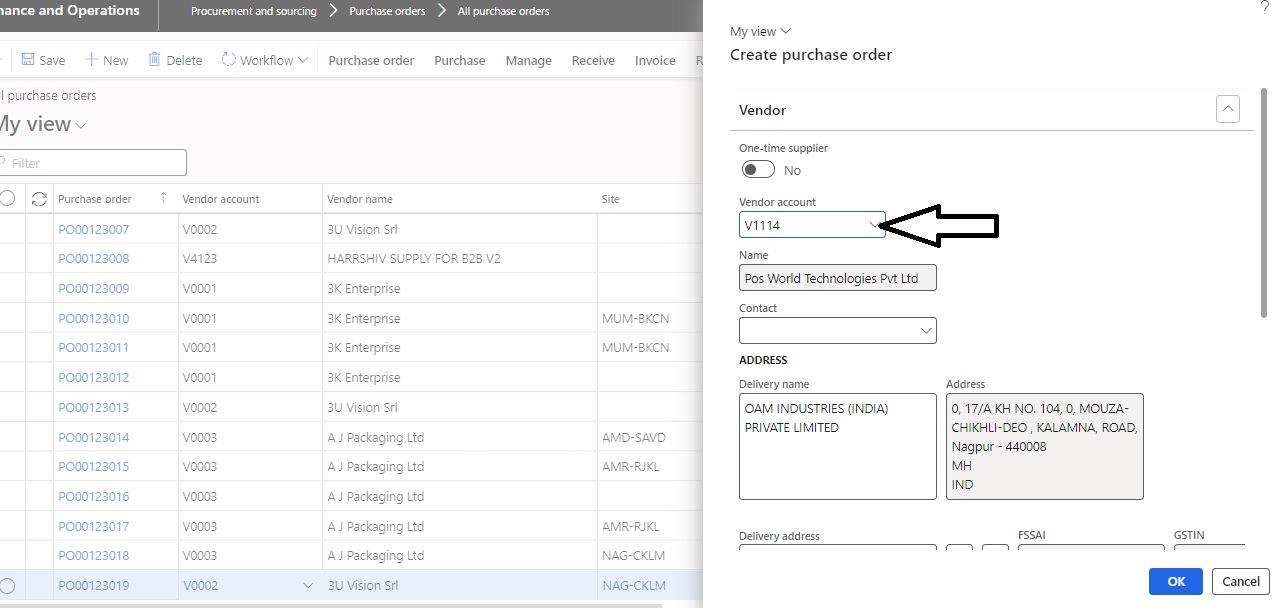 nance and Operations
Procurement and sourcing > Purchase orders > All purchase orders
?
Save New Delete Workflow Purchase order Purchase Manage Receive Invoice R
l purchase orders
My view
Filter
Purchase order ↑ Vendor account Vendor name Site
PO00123007 V0002 3U Vision Srl
PO00123008 V4123 HARRSHIV SUPPLY FOR B2B V2
PO00123009 V0001 3K Enterprise
PO00123010 V0001 3K Enterprise MUM-BKCN
PO00123011 V0001 3K Enterprise MUM-BKCN
PO00123012 V0001 3K Enterprise
PO00123013 V0002 3U Vision Srl
PO00123014 V0003 A J Packaging Ltd AMD-SAVD
PO00123015 V0003 A J Packaging Ltd AMR-RJKL
PO00123016 V0003 A J Packaging Ltd
PO00123017 V0003 A J Packaging Ltd AMR-RJKL
PO00123018 V0003 A J Packaging Ltd NAG-CKLM
PO00123019 V0002 3U Vision Srl NAG-CKLM
My view
Create purchase order
Vendor
One-time supplier
No
Vendor account
V1114
Name
Pos World Technologies Pvt Ltd
Contact
ADDRESS
Delivery name
OAM INDUSTRIES (INDIA)
PRIVATE LIMITED
Address
0, 17/A KH NO. 104, 0, MOUZA-
CHIKHLI-DEO , KALAMNA, ROAD,
Nagpur - 440008
MH
IND
Delivery address FSSAI GSTIN
OK Cancel